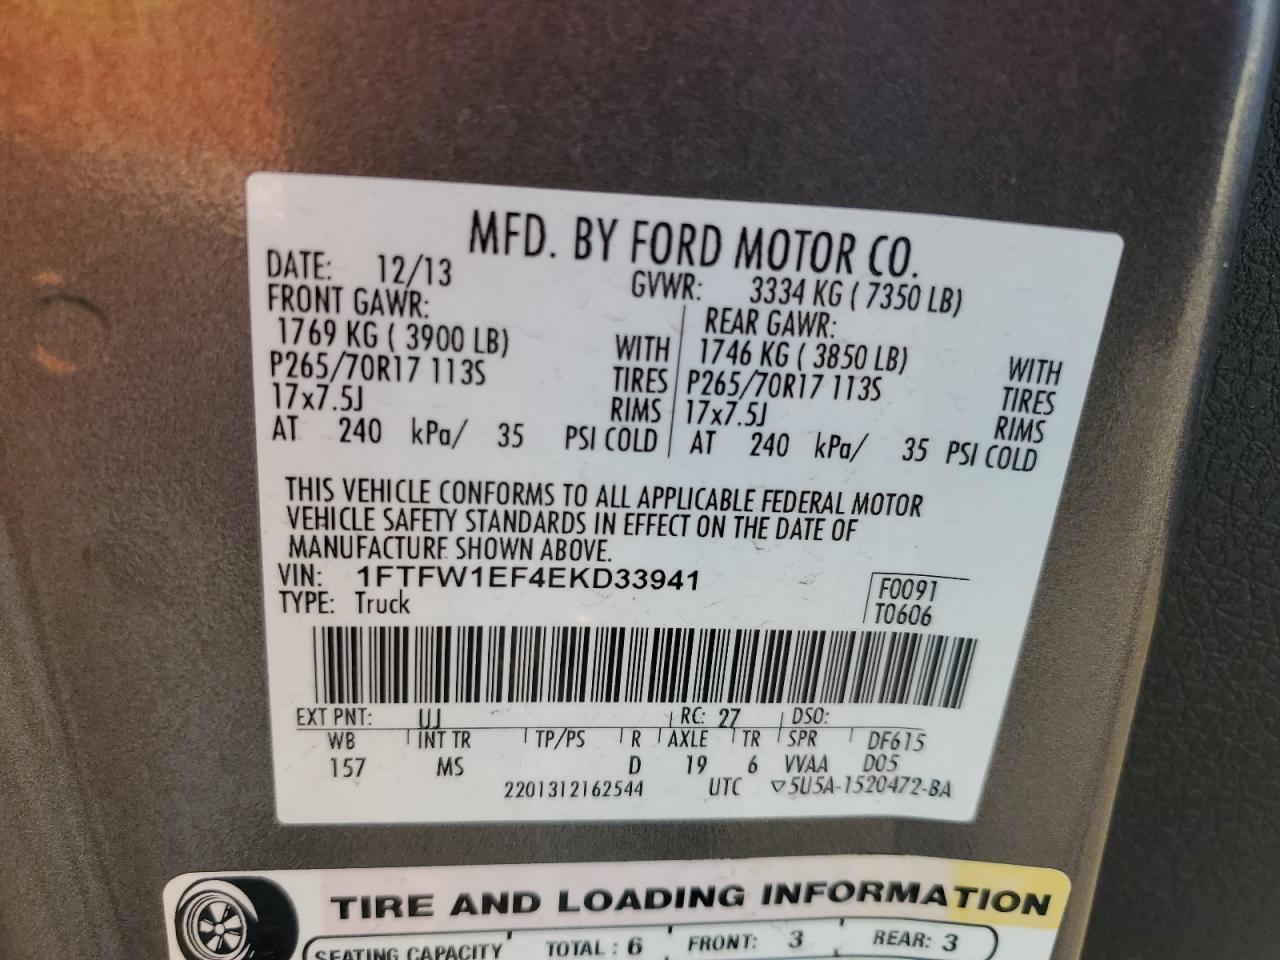 MFD. BY FORD MOTOR CO.
DATE: 12/13 GVWR: 3334 KG ( 7350 LB)
FRONT GAWR: REAR GAWR:
1769 KG ( 3900 LB) WITH 1746 KG ( 3850 LB) WITH
P265/70R17 113S TIRES P265/70R17 113S TIRES
17x7.5J RIMS 17x7.5J RIMS
AT 240 kPa/ 35 PSI COLD AT 240 kPa/ 35 PSI COLD
THIS VEHICLE CONFORMS TO ALL APPLICABLE FEDERAL MOTOR
VEHICLE SAFETY STANDARDS IN EFFECT ON THE DATE OF
MANUFACTURE SHOWN ABOVE.
VIN: 1FTFW1EF4EKD33941 F0091
TYPE: Truck T0606
EXT PNT: UJ RC: 27 DSO:
WB INT TR TP/PS R AXLE TR SPR DF615
157 MS D 19 6 VVAA D05
2201312162544 UTC ▽5U5A-1520472-BA
TIRE AND LOADING INFORMATION
SEATING CAPACITY TOTAL : 6 FRONT: 3 REAR: 3